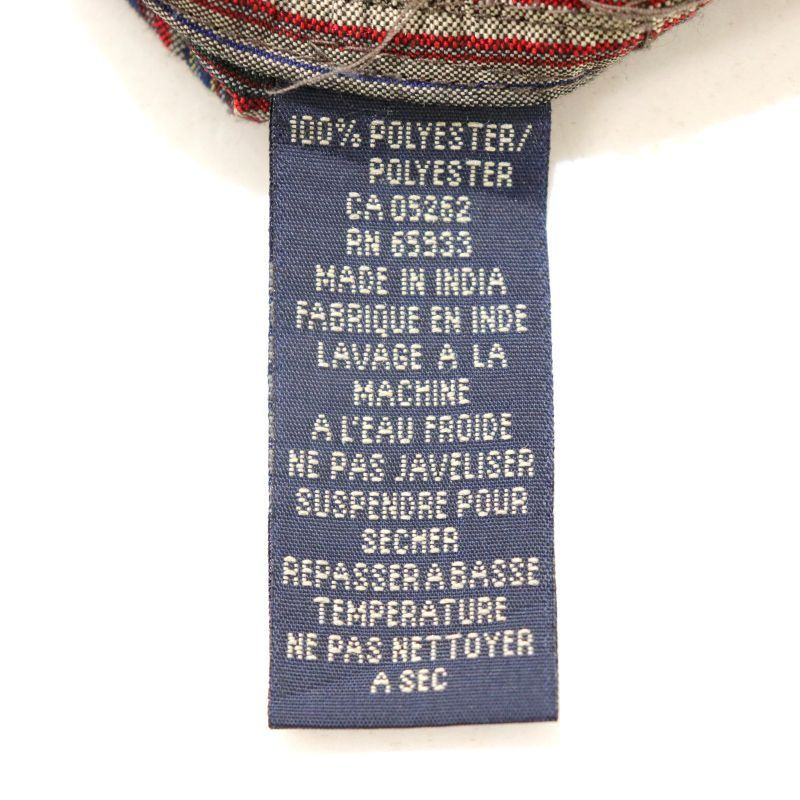 100% POLYESTER/
POLYESTER
CA 05262
RN 65933
MADE IN INDIA
FABRIQUE EN INDE
LAVAGE A LA
MACHINE
A L'EAU FROIDE
NE PAS JAVELISER
SUSPENDRE POUR
SECHER
REPASSER A BASSE
TEMPERATURE
NE PAS NETTOYER
A SEC